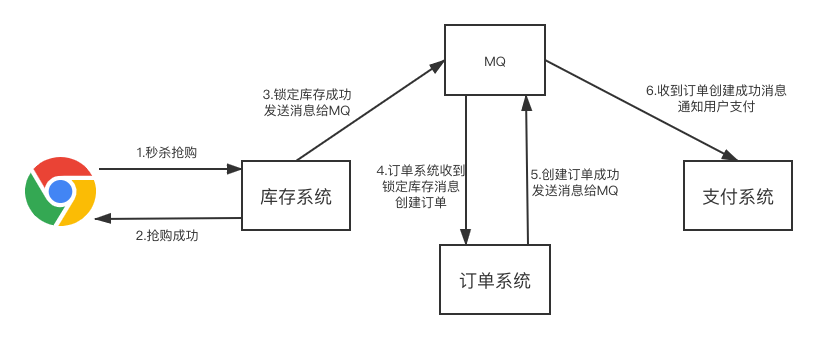 MQ
3.锁定库存成功
发送消息给MQ
6.收到订单创建成功消息
通知用户支付
1.秒杀抢购
库存系统
4.订单系统收到
锁定库存消息
创建订单
5.创建订单成功
发送消息给MQ
支付系统
2.抢购成功
订单系统